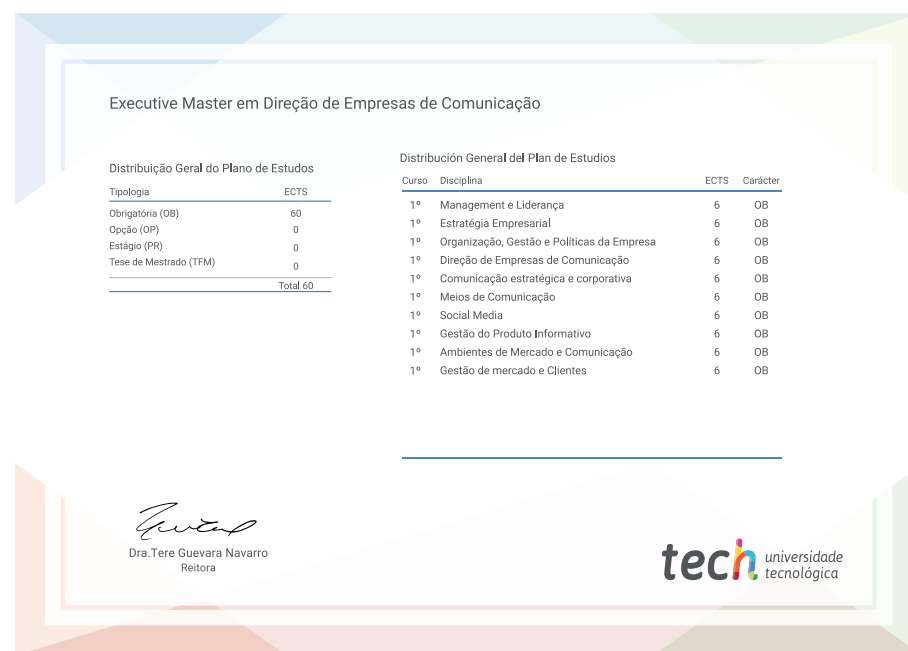 Executive Master em Direção de Empresas de Comunicação
Distribuição Geral do Plano de Estudos
Tipologia ECTS
Obrigatória (OB) 60
Opção (OP) 0
Estágio (PR) 0
Tese de Mestrado (TFM) 0
Total 60
Distribución General del Plan de Estudios
Curso Disciplina ECTS Carácter
1º Management e Liderança 6 OB
1º Estratégia Empresarial 6 OB
1º Organização, Gestão e Políticas da Empresa 6 OB
1º Direção de Empresas de Comunicação 6 OB
1º Comunicação estratégica e corporativa 6 OB
1º Meios de Comunicação 6 OB
1º Social Media 6 OB
1º Gestão do Produto Informativo 6 OB
1º Ambientes de Mercado e Comunicação 6 OB
1º Gestão de mercado e Clientes 6 OB
Dra.Tere Guevara Navarro
Reitora
tech universidade
tecnológica